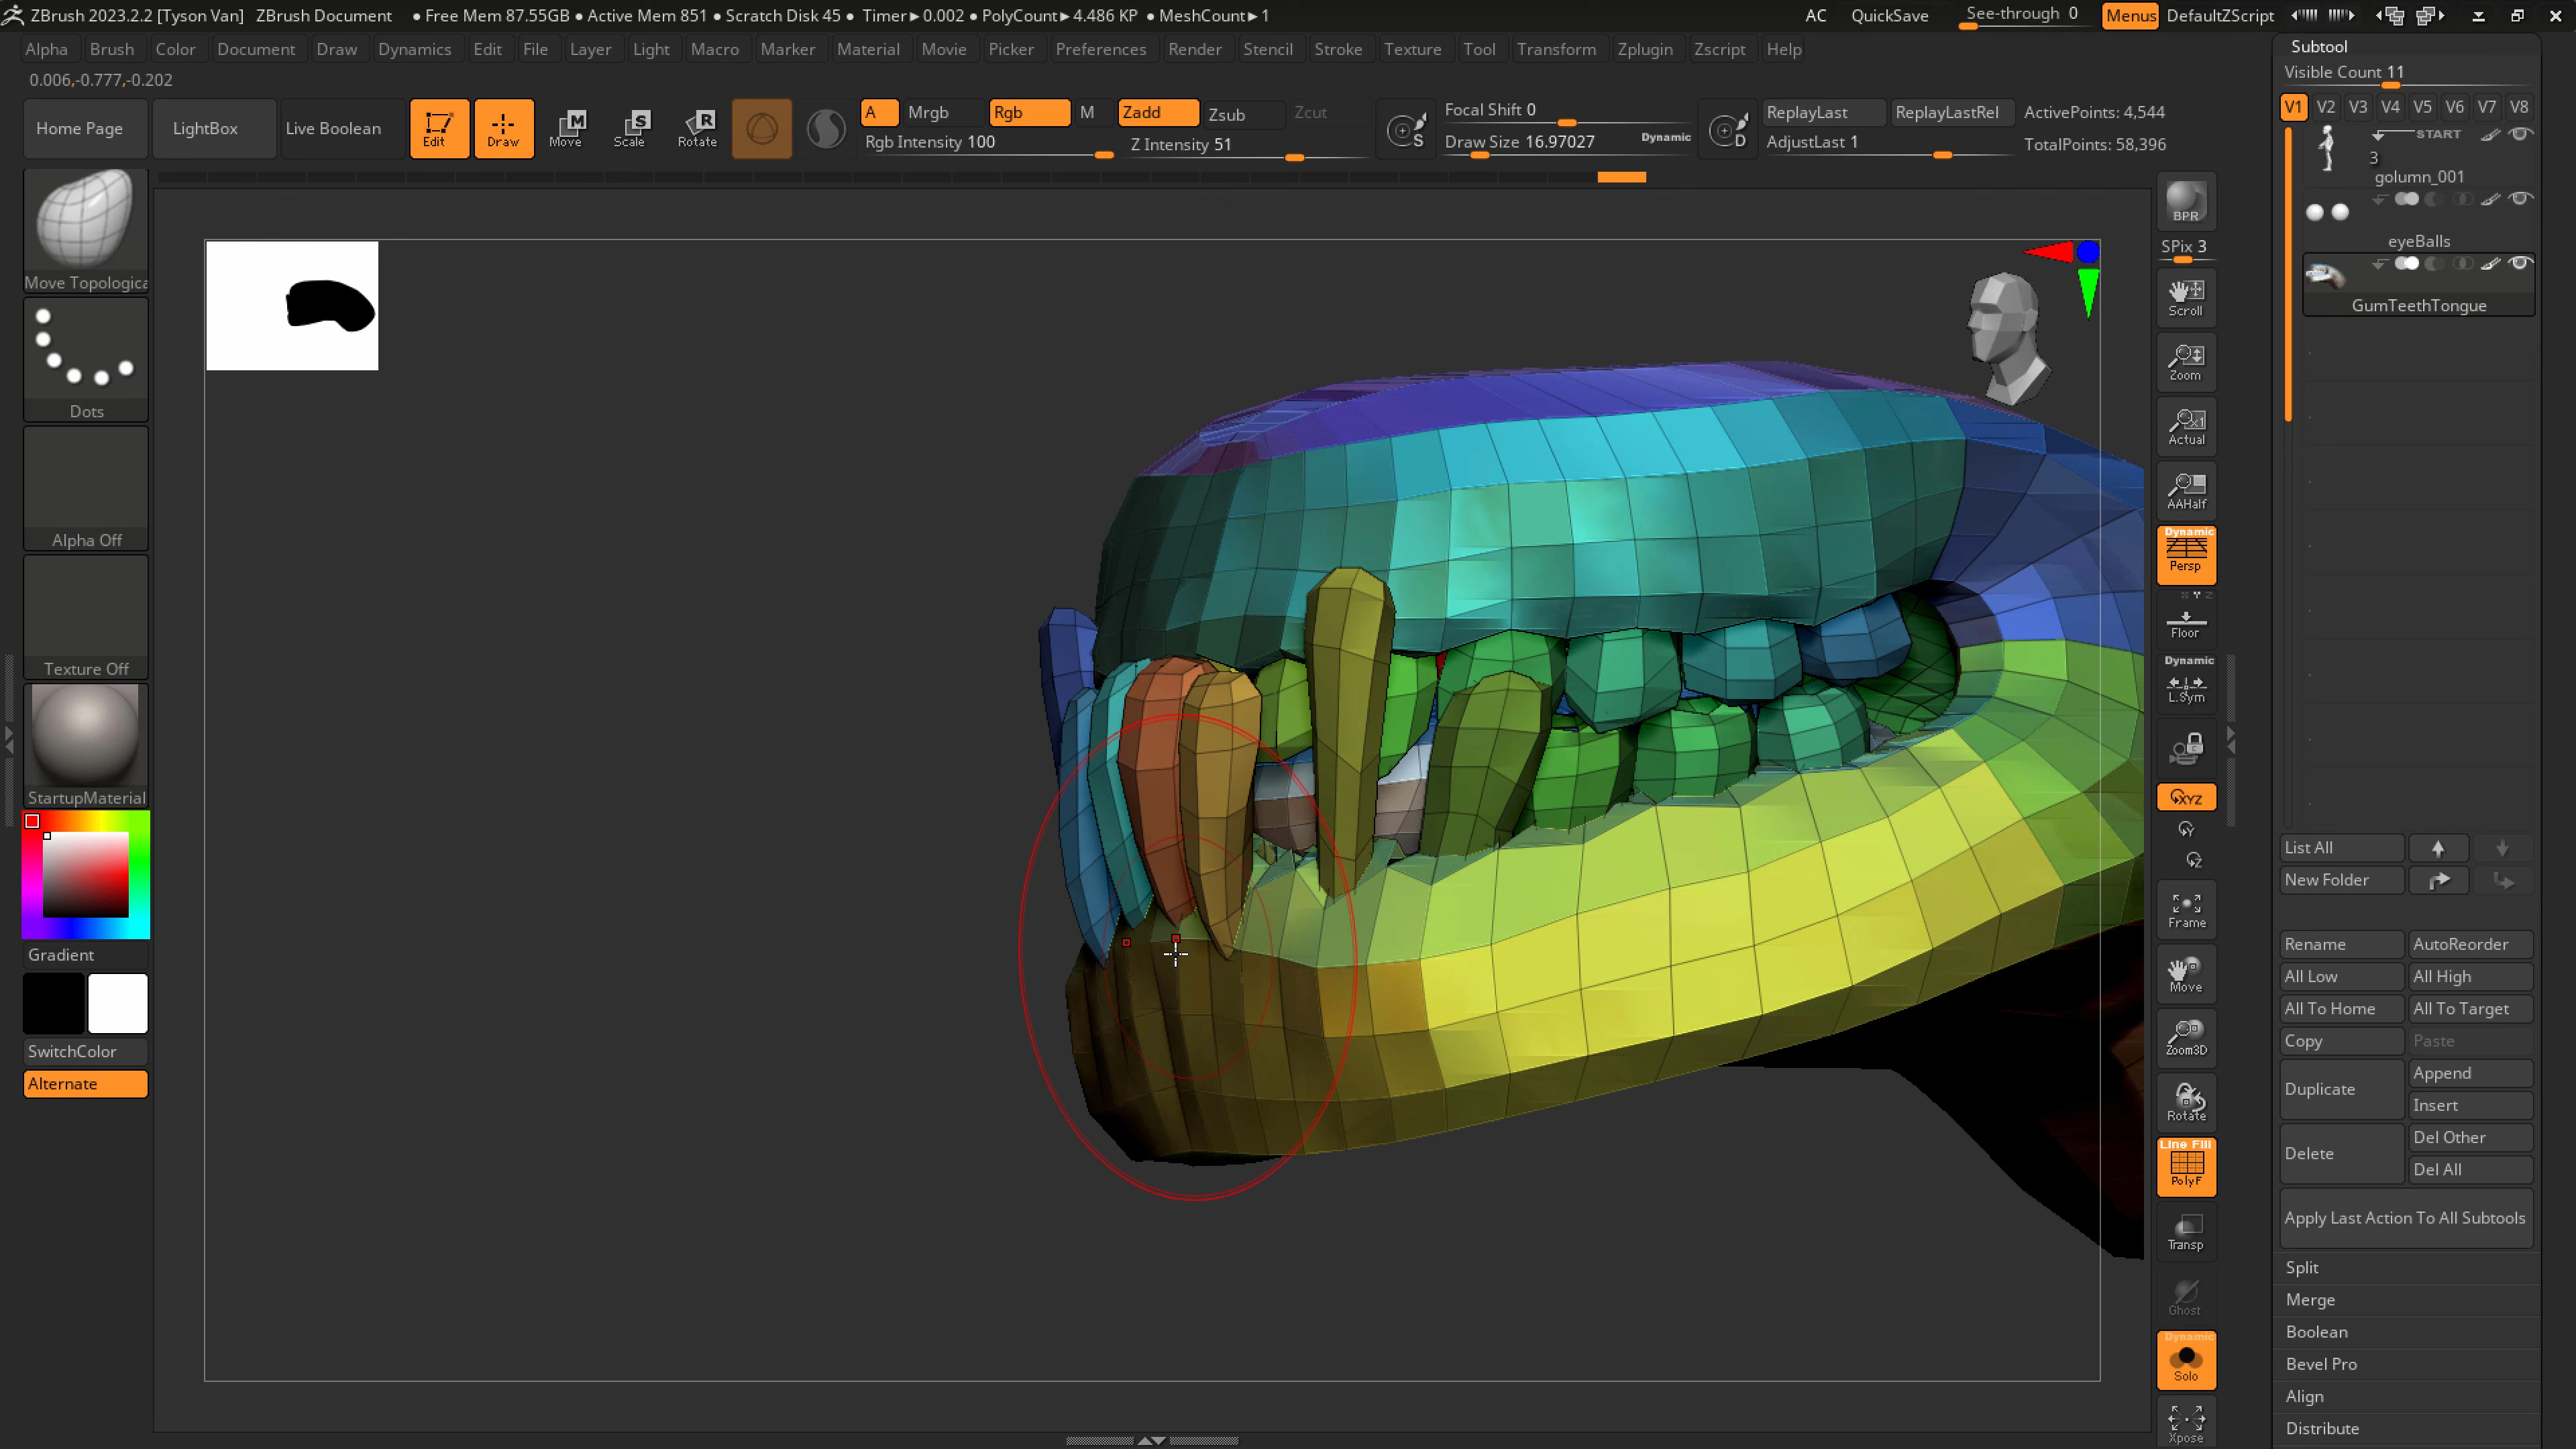 ZBrush 2023.2.2 [Tyson Van] ZBrush Document • Free Mem 87.55GB • Active Mem 851 • Scratch Disk 45 • Timer▶0.002 • PolyCount▶4.486 KP • MeshCount▶1 AC QuickSave See-through 0 Menus DefaultZScript
Alpha Brush Color Document Draw Dynamics Edit File Layer Light Macro Marker Material Movie Picker Preferences Render Stencil Stroke Texture Tool Transform Zplugin Zscript Help
0.006,-0.777,-0.202
Home Page LightBox Live Boolean Edit Draw Move Scale Rotate
M S R
A Mrgb Rgb M Zadd Zsub Zcut
Rgb Intensity 100 Z Intensity 51
S Focal Shift 0
Draw Size 16.97027 Dynamic
D ReplayLast ReplayLastRel ActivePoints: 4,544
AdjustLast 1 TotalPoints: 58,396
Move Topologica
Dots
Alpha Off
Texture Off
StartupMaterial
Gradient
SwitchColor
Alternate
BPR
SPix 3
Scroll
Zoom
x1
Actual
AAHalf
Dynamic
Persp
Floor
Dynamic
L.Sym
XYZ
Y
Z
Frame
Move
Zoom3D
Rotate
Line Fill
PolyF
Transp
Ghost
Dynamic
Solo
Xpose
Subtool
Visible Count 11
V1 V2 V3 V4 V5 V6 V7 V8
START
3
golumn_001
eyeBalls
GumTeethTongue
List All
New Folder
Rename AutoReorder
All Low All High
All To Home All To Target
Copy Paste
Duplicate Append
Insert
Delete Del Other
Del All
Apply Last Action To All Subtools
Split
Merge
Boolean
Bevel Pro
Align
Distribute